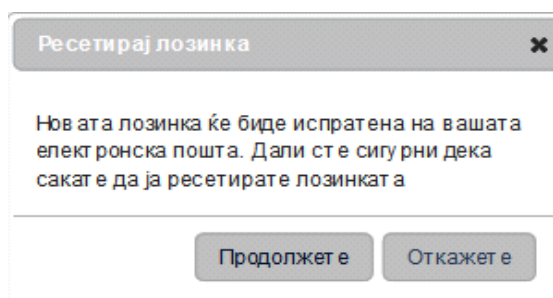 Ресетирај лозинка
Новата лозинка ќе биде испратена на вашата
електронска пошта. Дали сте сигурни дека
сакате да ја ресетирате лозинката
Продолжете Откажете